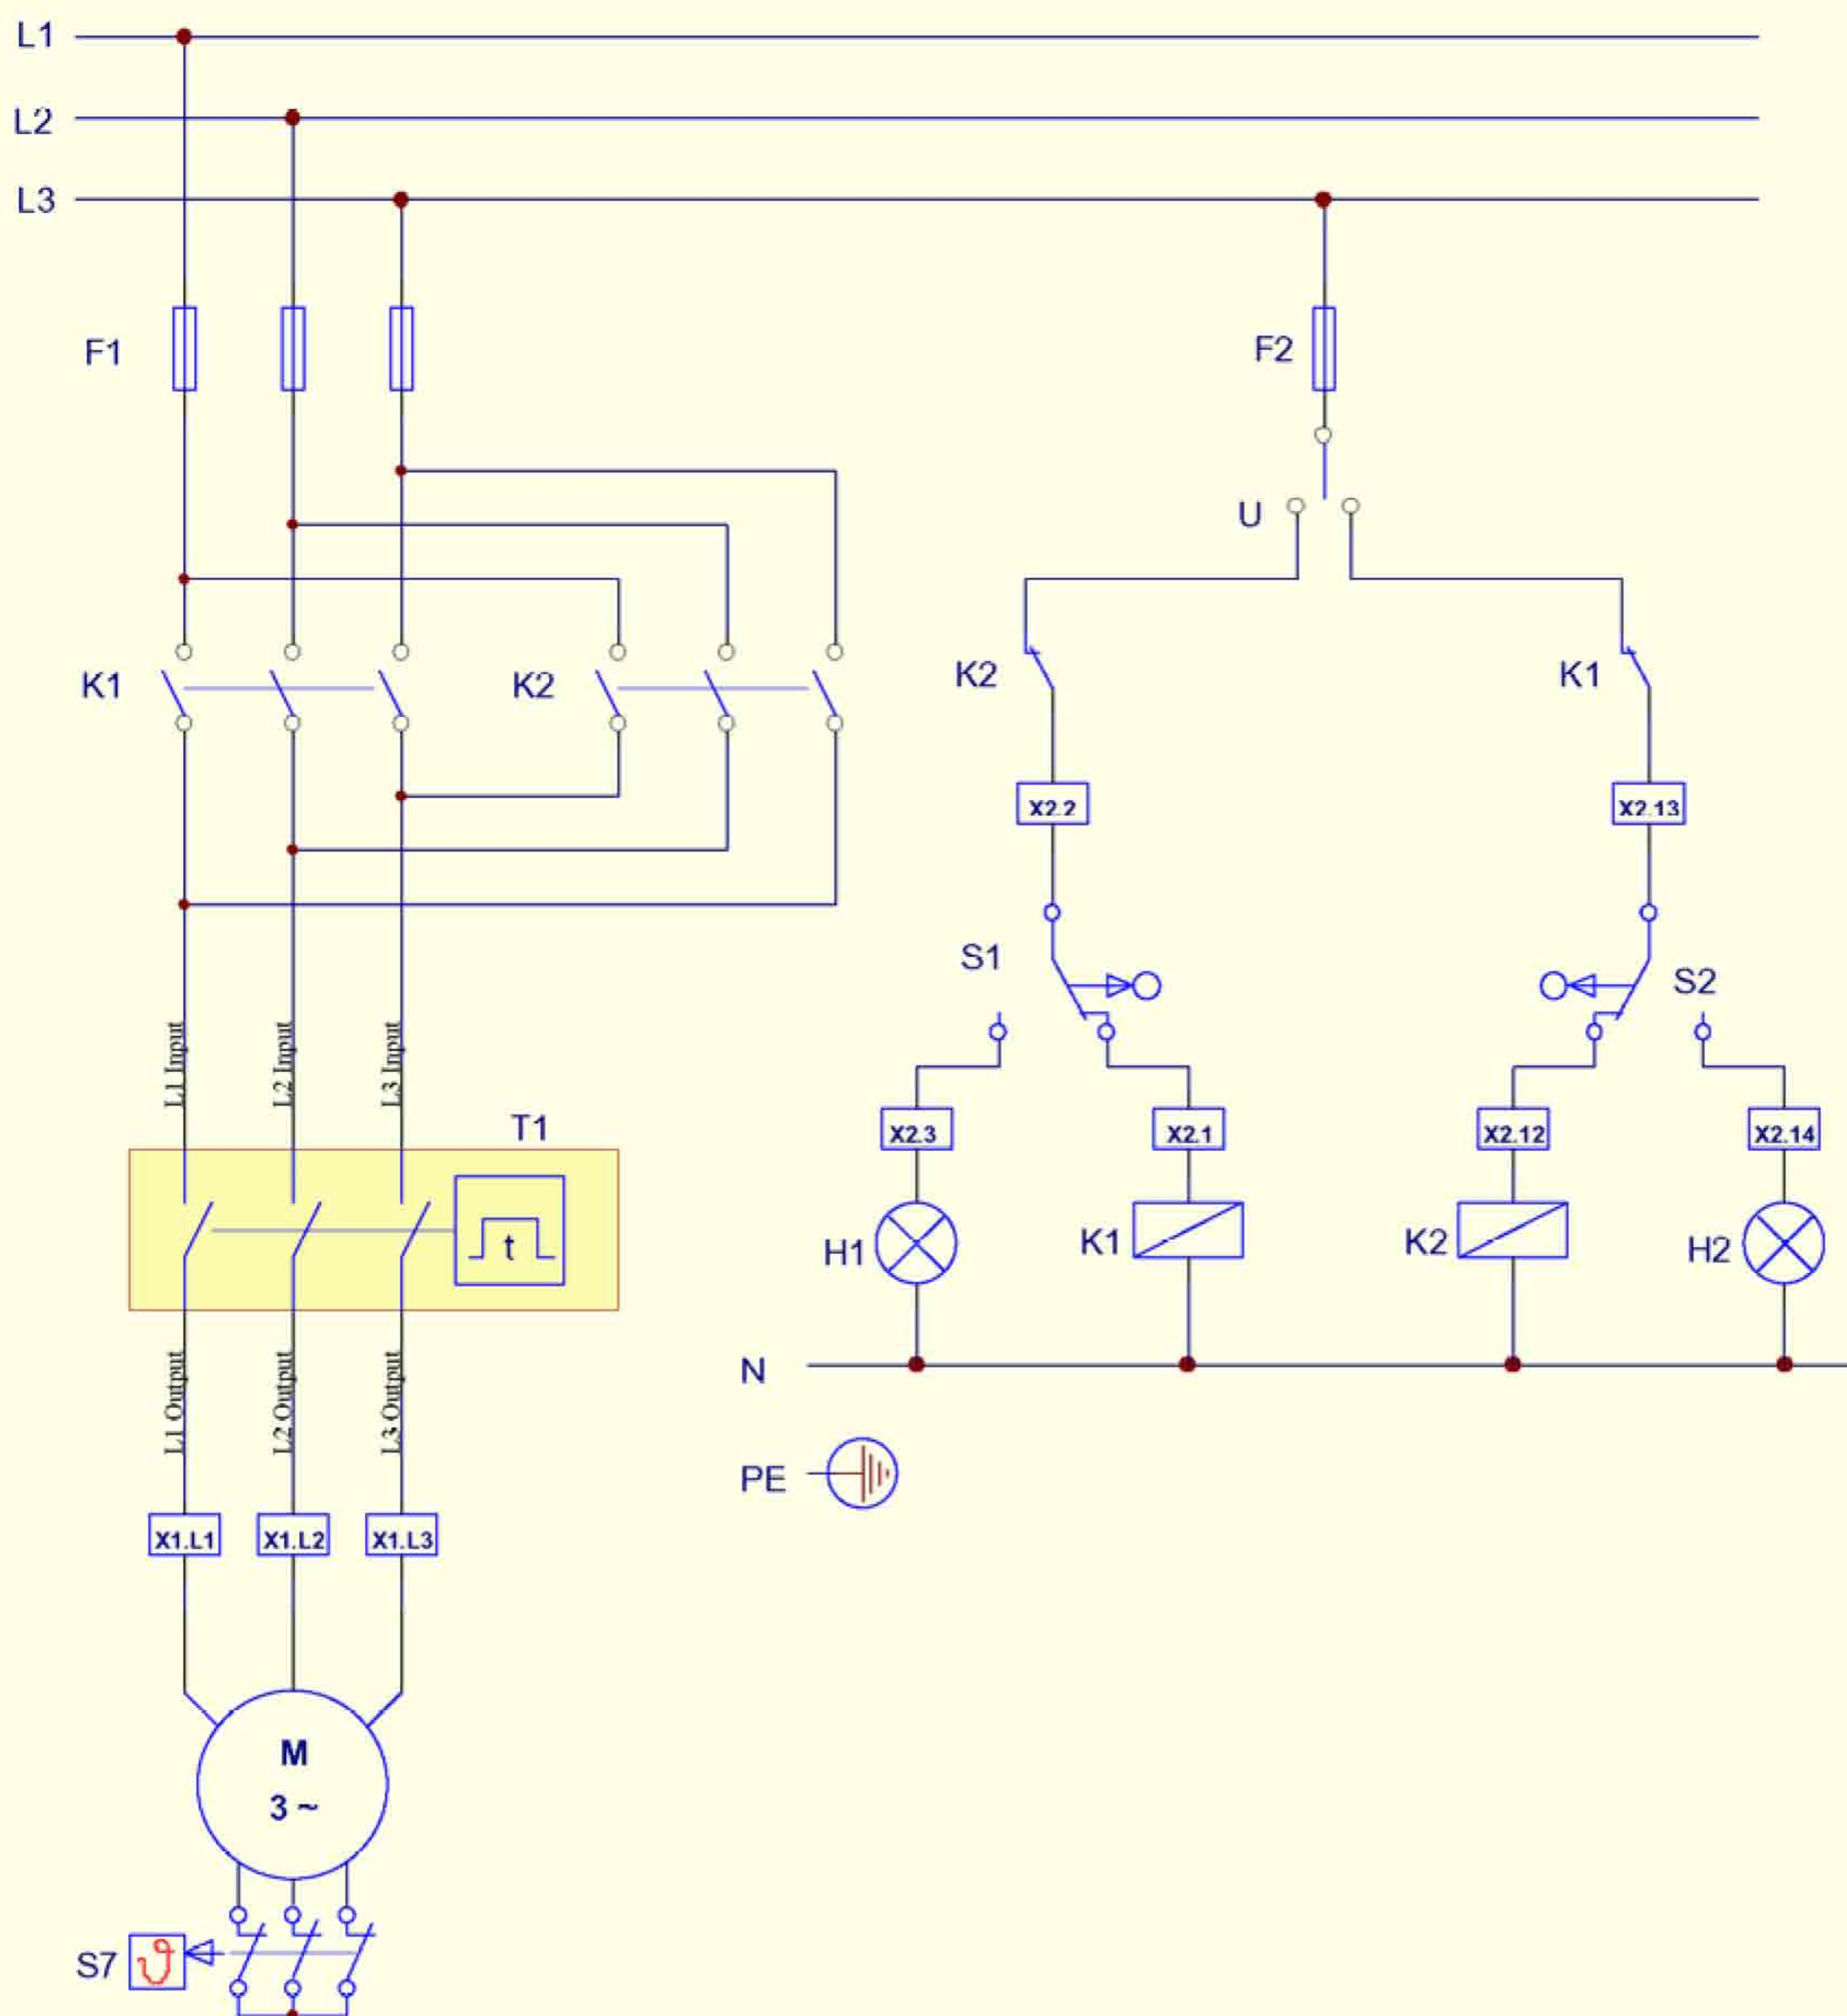 L1
L2
L3
F1
F2
U
K1
K2
K2
K1
X2.2
X2.13
S1
S2
L1 Input
L2 Input
L3 Input
T1
X2.3
X2.1
X2.12
X2.14
t
H1
K1
K2
H2
L1 Output
L2 Output
L3 Output
N
PE
X1.L1
X1.L2
X1.L3
M
3 ~
S7
ϑ